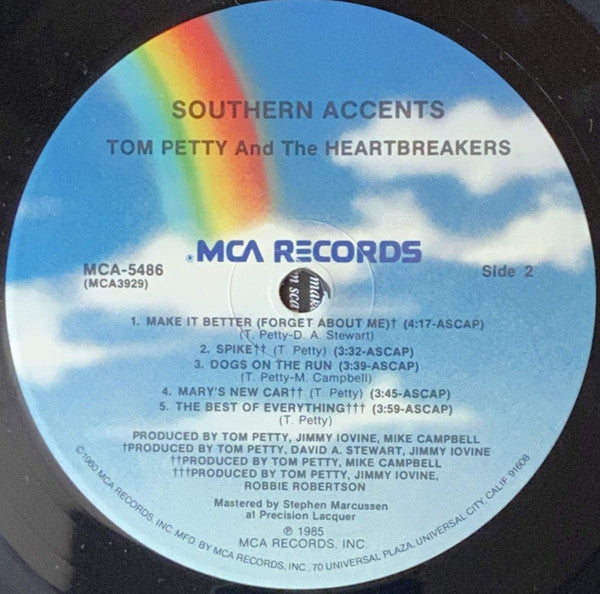 SOUTHERN ACCENTS
TOM PETTY And The HEARTBREAKERS
MCA RECORDS
MCA-5486
(MCA3929)
Side 2
1. MAKE IT BETTER (FORGET ABOUT ME)† (4:17-ASCAP)
(T. Petty-D. A. Stewart)
2. SPIKE†† (T. Petty) (3:32-ASCAP)
3. DOGS ON THE RUN (3:39-ASCAP)
(T. Petty-M. Campbell)
4. MARY'S NEW CAR†† (T. Petty) (3:45-ASCAP)
5. THE BEST OF EVERYTHING††† (3:59-ASCAP)
(T. Petty)
PRODUCED BY TOM PETTY, JIMMY IOVINE, MIKE CAMPBELL
†PRODUCED BY TOM PETTY, DAVID A. STEWART, JIMMY IOVINE
††PRODUCED BY TOM PETTY, MIKE CAMPBELL
†††PRODUCED BY TOM PETTY, JIMMY IOVINE,
ROBBIE ROBERTSON
Mastered by Stephen Marcussen
at Precision Lacquer
℗ 1985
MCA RECORDS, INC.
©1980 MCA RECORDS, INC. MFD. BY MCA RECORDS, INC., 70 UNIVERSAL PLAZA, UNIVERSAL CITY, CALIF. 91608